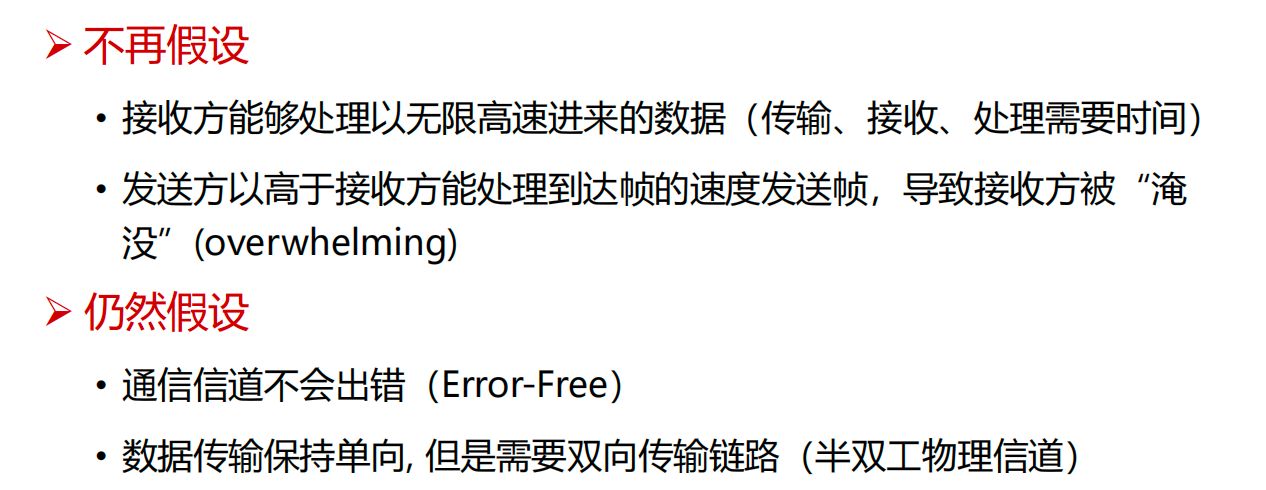 ➢ 不再假设
• 接收方能够处理以无限高速进来的数据（传输、接收、处理需要时间）
• 发送方以高于接收方能处理到达帧的速度发送帧，导致接收方被“淹
没”(overwhelming)
➢ 仍然假设
• 通信信道不会出错（Error-Free）
• 数据传输保持单向, 但是需要双向传输链路（半双工物理信道）